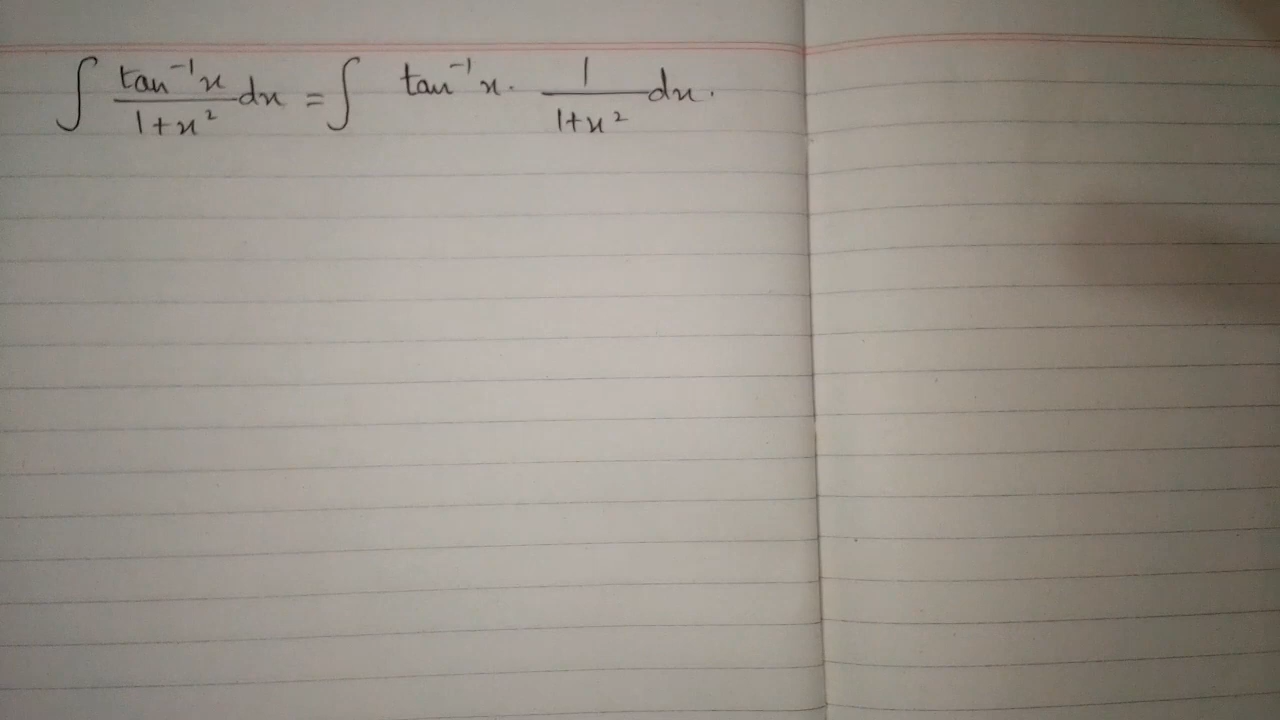 ∫ tan⁻¹x / 1+x² dx = ∫ tan⁻¹x · 1 / 1+x² dx.